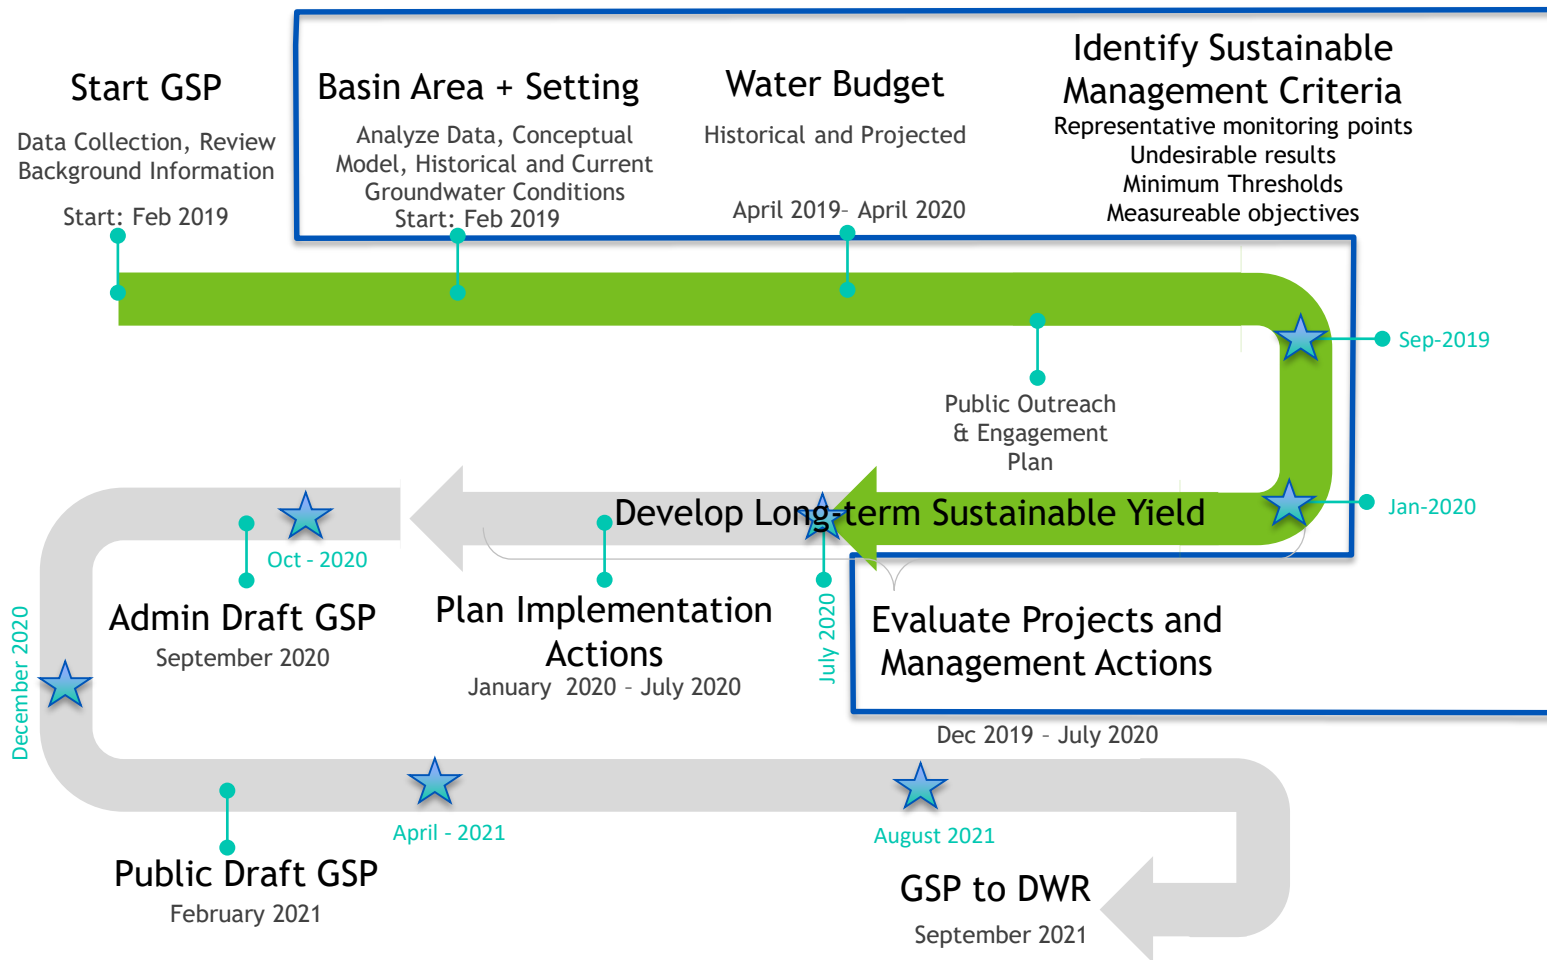 Start GSP
Data Collection, Review
Background Information
Start: Feb 2019
Basin Area + Setting
Analyze Data, Conceptual
Model, Historical and Current
Groundwater Conditions
Start: Feb 2019
Water Budget
Historical and Projected
April 2019– April 2020
Identify Sustainable
Management Criteria
Representative monitoring points
Undesirable results
Minimum Thresholds
Measureable objectives
Sep-2019
Public Outreach
& Engagement
Plan
Jan-2020
Develop Long-term Sustainable Yield
July 2020
Evaluate Projects and
Management Actions
Dec 2019 – July 2020
Plan Implementation
Actions
January 2020 – July 2020
Oct - 2020
Admin Draft GSP
September 2020
December 2020
Public Draft GSP
February 2021
April - 2021
August 2021
GSP to DWR
September 2021